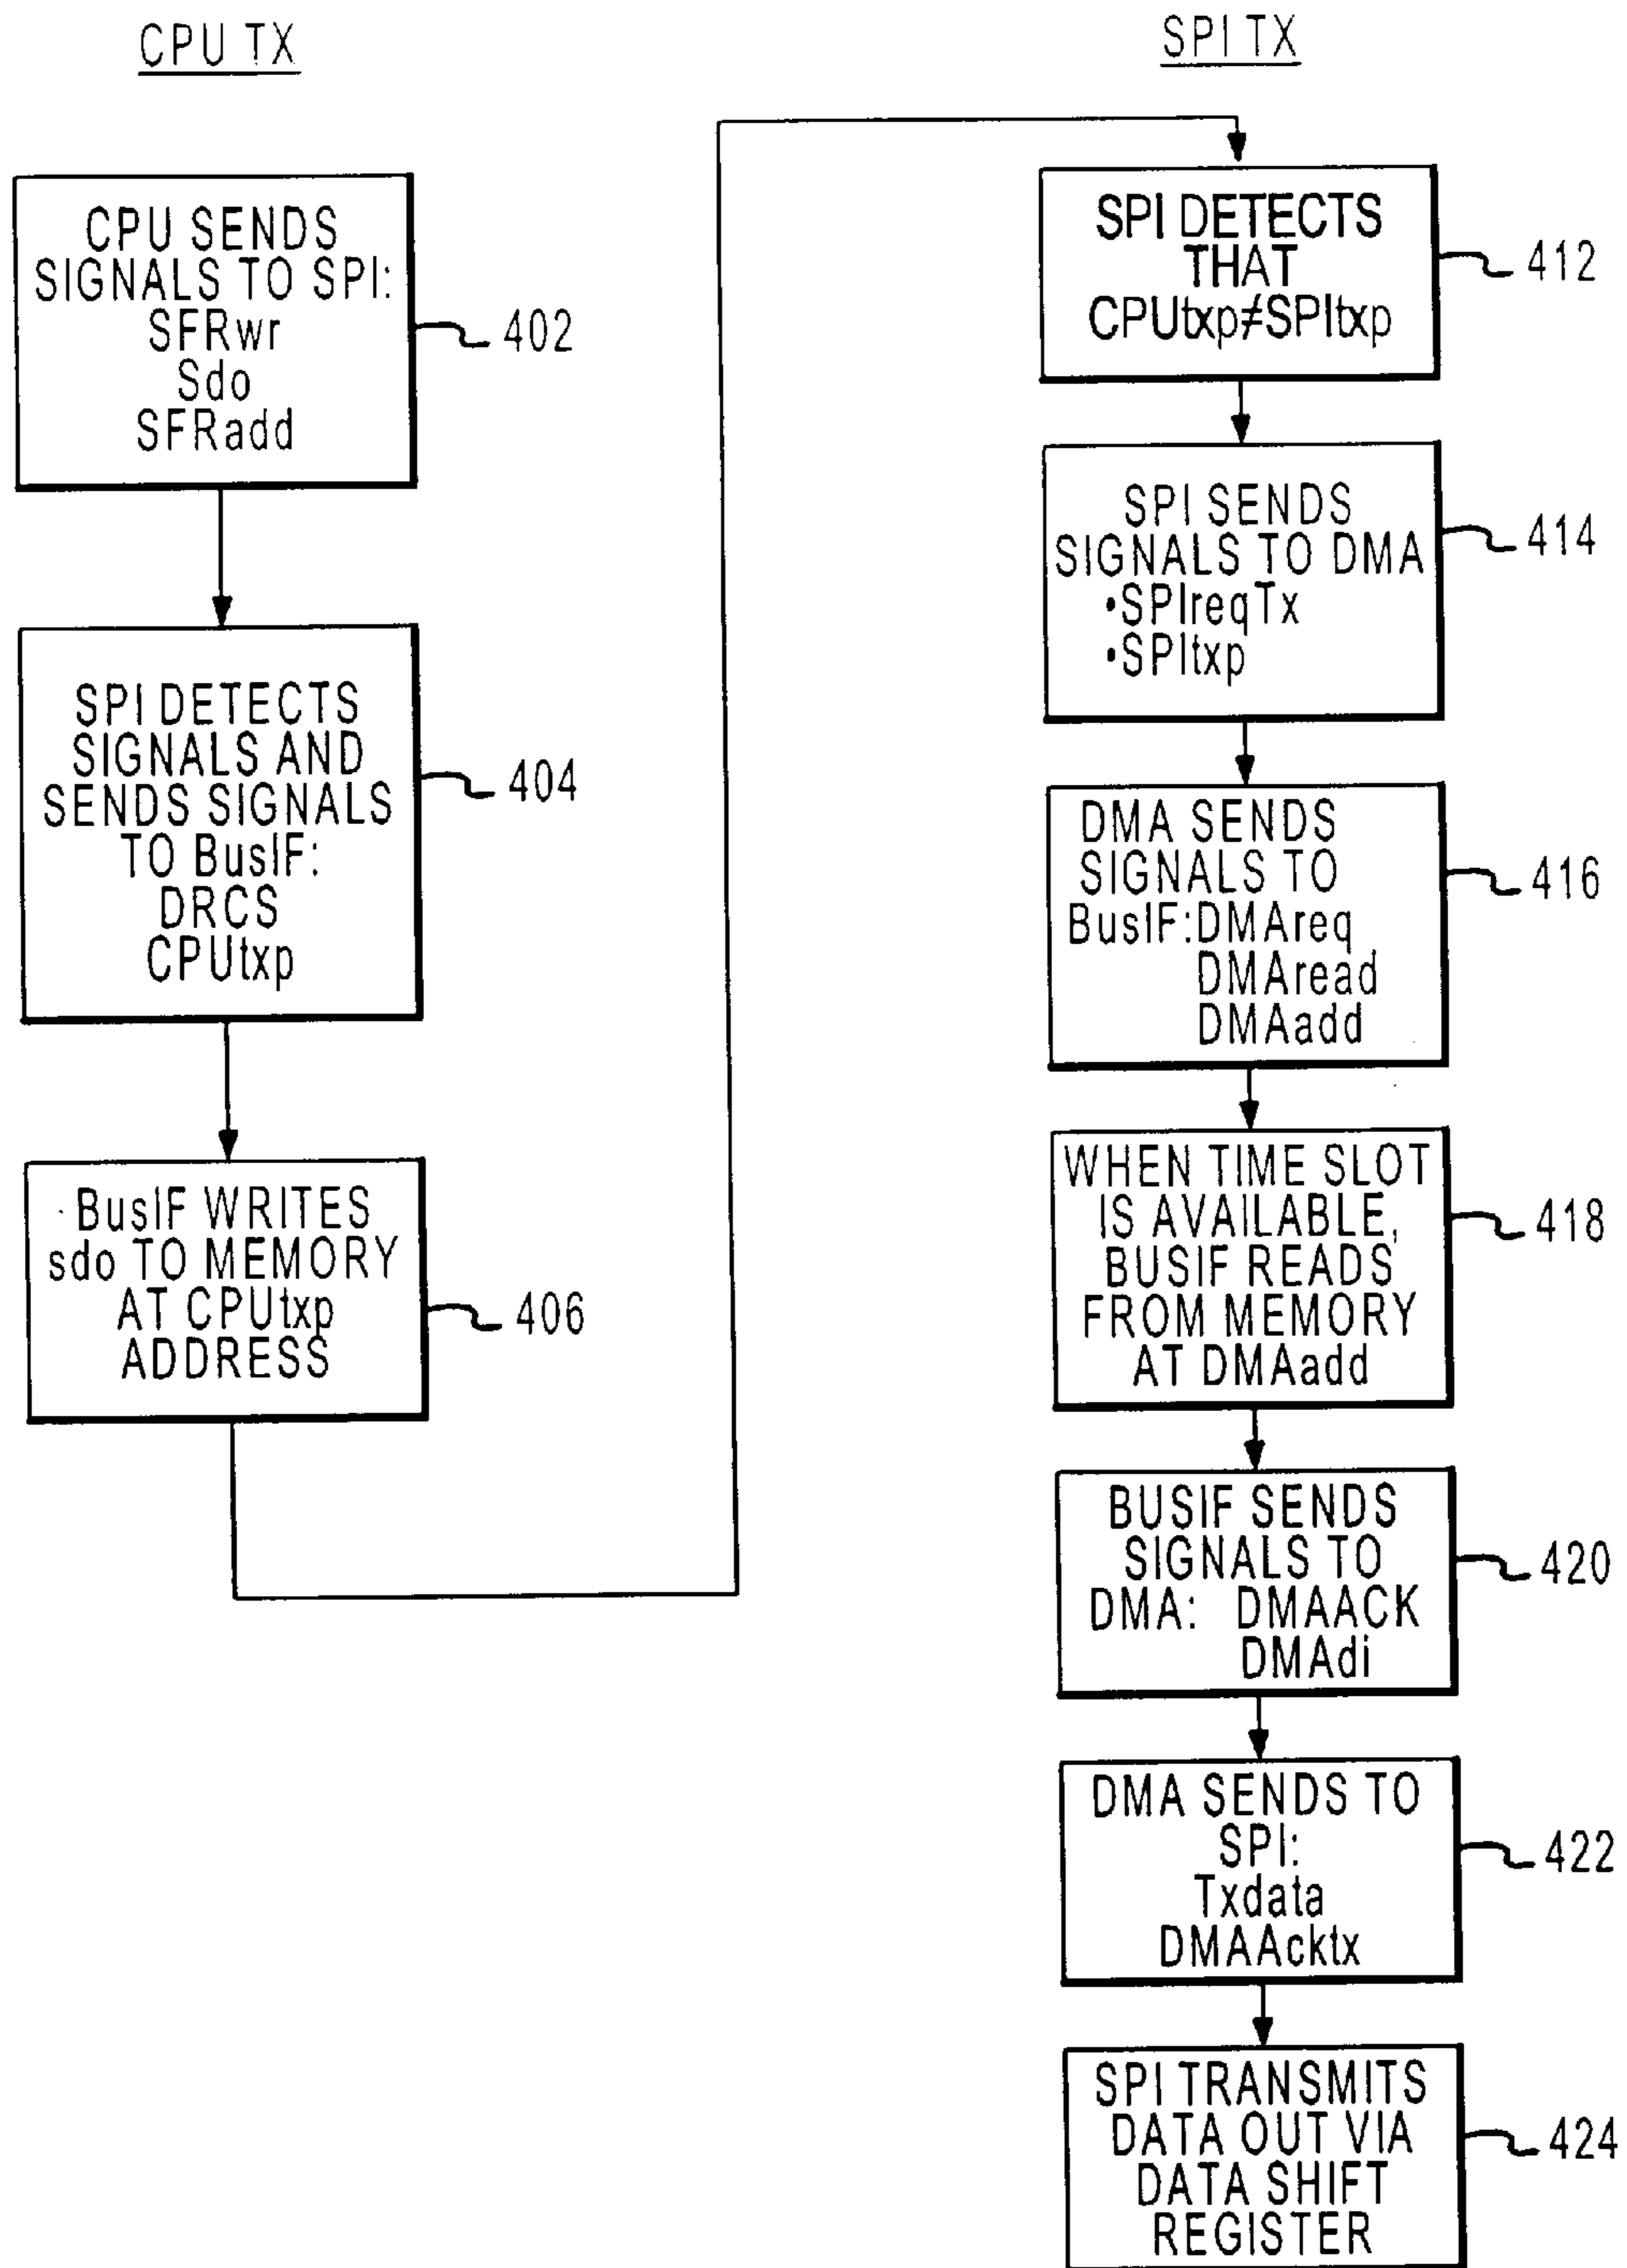 CPU TX
CPU SENDS
SIGNALS TO SPI:
SFRwr
Sdo
SFRadd
402
SPI DETECTS
SIGNALS AND
SENDS SIGNALS
TO BusIF:
DRCS
CPUtxp
404
BusIF WRITES
sdo TO MEMORY
AT CPUtxp
ADDRESS
406
SPI TX
SPI DETECTS
THAT
CPUtxp≠SPItxp
412
SPI SENDS
SIGNALS TO DMA
•SPIreqTx
•SPItxp
414
DMA SENDS
SIGNALS TO
BusIF:DMAreq
DMAread
DMAadd
416
WHEN TIME SLOT
IS AVAILABLE,
BUSIF READS
FROM MEMORY
AT DMAadd
418
BUSIF SENDS
SIGNALS TO
DMA: DMAACK
DMAdi
420
DMA SENDS TO
SPI:
Txdata
DMAAcktx
422
SPI TRANSMITS
DATA OUT VIA
DATA SHIFT
REGISTER
424